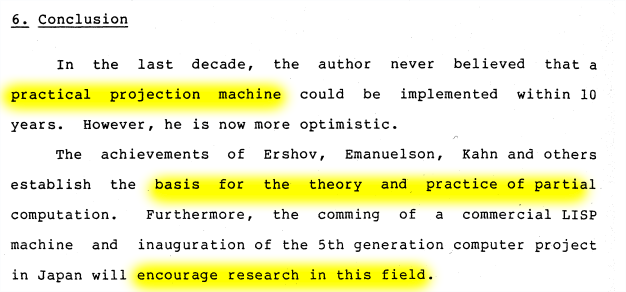 6. Conclusion
In the last decade, the author never believed that a
practical projection machine could be implemented within 10
years. However, he is now more optimistic.
The achievements of Ershov, Emanuelson, Kahn and others
establish the basis for the theory and practice of partial
computation. Furthermore, the comming of a commercial LISP
machine and inauguration of the 5th generation computer project
in Japan will encourage research in this field.